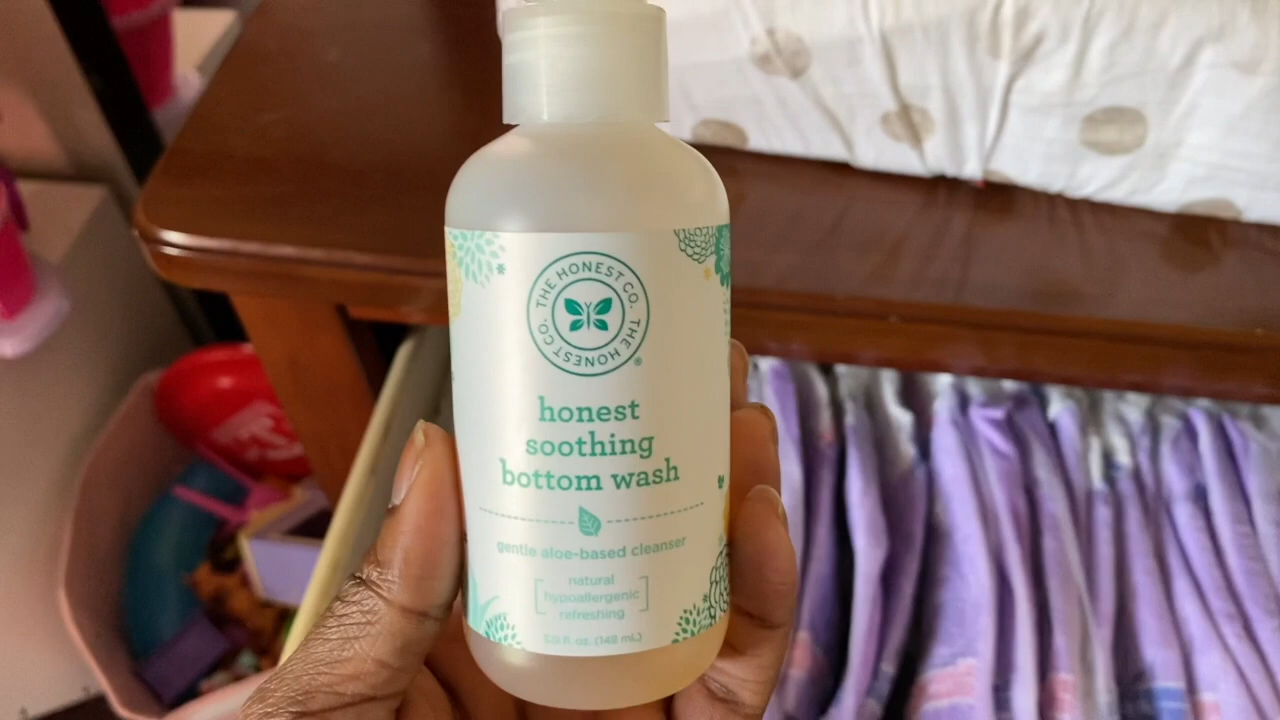 THE HONEST CO. THE HONEST CO.
®
honest
soothing
bottom wash
gentle aloe-based cleanser
natural
hypoallergenic
refreshing
5.0 fl. oz. (148 mL)